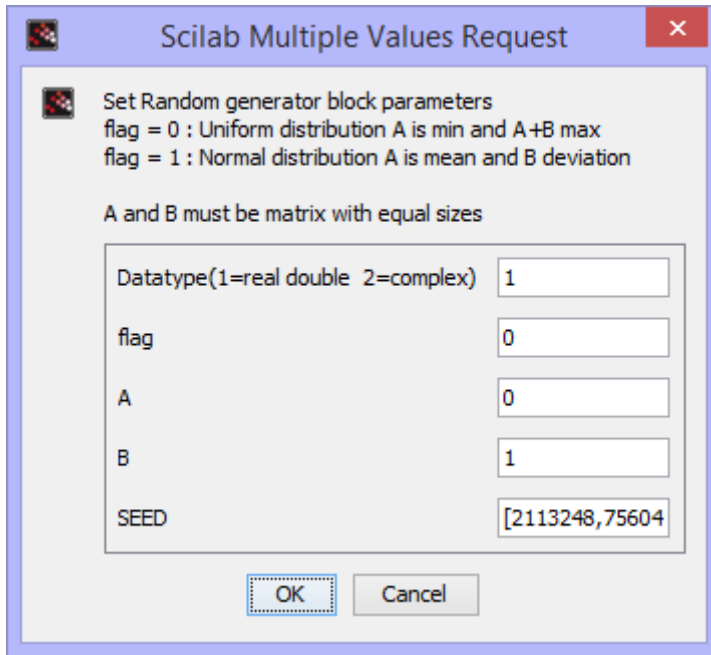 Scilab Multiple Values Request
Set Random generator block parameters
flag = 0 : Uniform distribution A is min and A+B max
flag = 1 : Normal distribution A is mean and B deviation
A and B must be matrix with equal sizes
Datatype(1=real double  2=complex) 1
flag 0
A 0
B 1
SEED [2113248,75604
OK Cancel